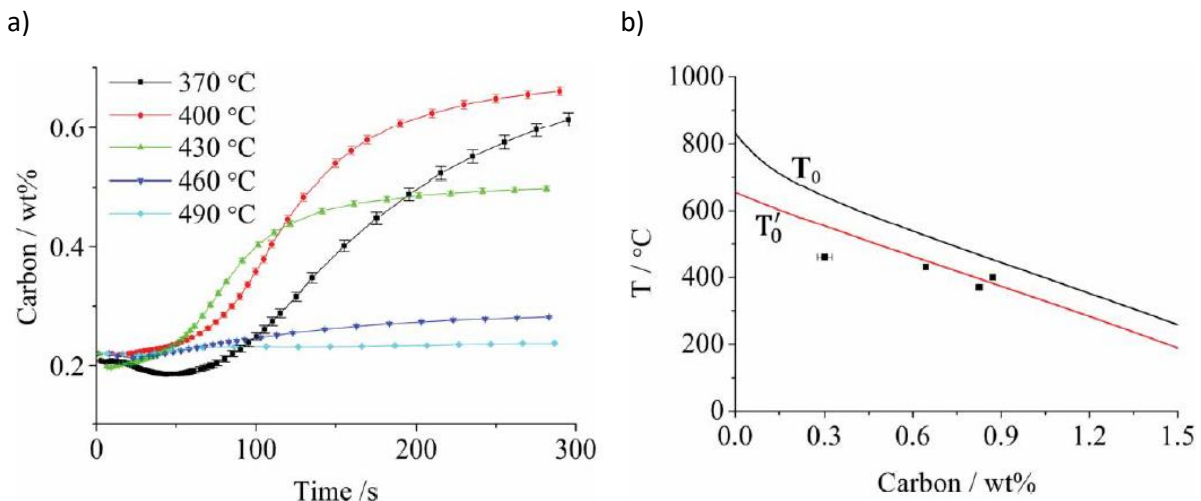 a)
370 °C
400 °C
430 °C
460 °C
490 °C
0.6
0.4
0.2
Carbon / wt%
0
100
200
300
Time /s
b)
1000
800
600
400
200
0
T / °C
T₀
T₀′
0.0
0.3
0.6
0.9
1.2
1.5
Carbon / wt%